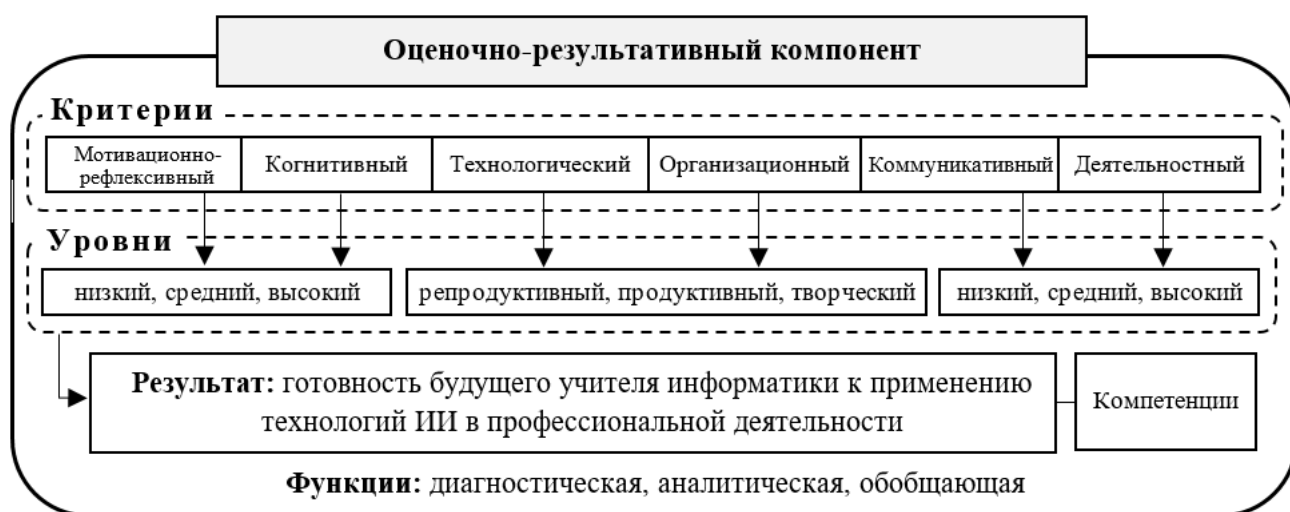 Оценочно-результативный компонент
Критерии
Мотивационно-
рефлексивный
Когнитивный
Технологический
Организационный
Коммуникативный
Деятельностный
Уровни
низкий, средний, высокий
репродуктивный, продуктивный, творческий
низкий, средний, высокий
Результат: готовность будущего учителя информатики к применению
технологий ИИ в профессиональной деятельности
Компетенции
Функции: диагностическая, аналитическая, обобщающая